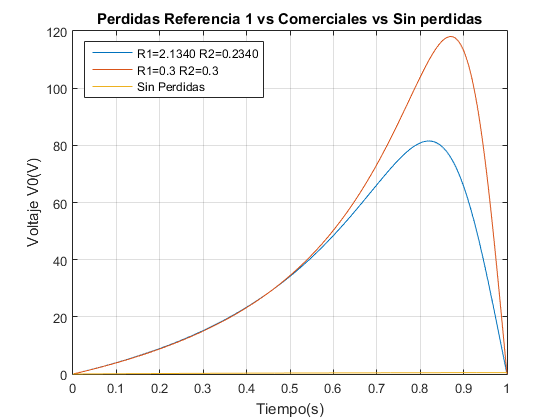 Perdidas Referencia 1 vs Comerciales vs Sin perdidas
R1=2.1340 R2=0.2340
R1=0.3 R2=0.3
Sin Perdidas
Voltaje V0(V)
120
100
80
60
40
20
0
0 0.1 0.2 0.3 0.4 0.5 0.6 0.7 0.8 0.9 1
Tiempo(s)